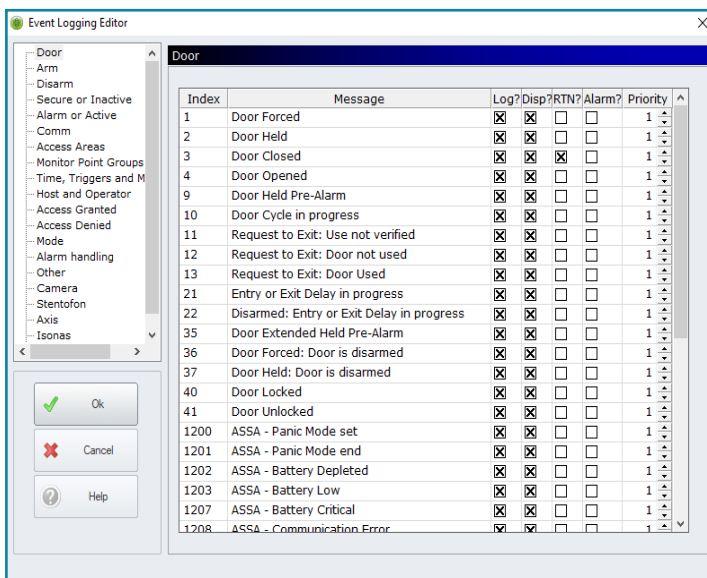 Event Logging Editor
Door
Arm
Disarm
Secure or Inactive
Alarm or Active
Comm
Access Areas
Monitor Point Groups
Time, Triggers and M
Host and Operator
Access Granted
Access Denied
Mode
Alarm handling
Other
Camera
Stentofon
Axis
Isonas
Ok
Cancel
Help
Door
Index Message Log? Disp? RTN? Alarm? Priority
1 Door Forced 1
2 Door Held 1
3 Door Closed 1
4 Door Opened 1
9 Door Held Pre-Alarm 1
10 Door Cycle in progress 1
11 Request to Exit: Use not verified 1
12 Request to Exit: Door not used 1
13 Request to Exit: Door Used 1
21 Entry or Exit Delay in progress 1
22 Disarmed: Entry or Exit Delay in progress 1
35 Door Extended Held Pre-Alarm 1
36 Door Forced: Door is disarmed 1
37 Door Held: Door is disarmed 1
40 Door Locked 1
41 Door Unlocked 1
1200 ASSA - Panic Mode set 1
1201 ASSA - Panic Mode end 1
1202 ASSA - Battery Depleted 1
1203 ASSA - Battery Low 1
1207 ASSA - Battery Critical 1
1208 ASSA - Communication Error 1